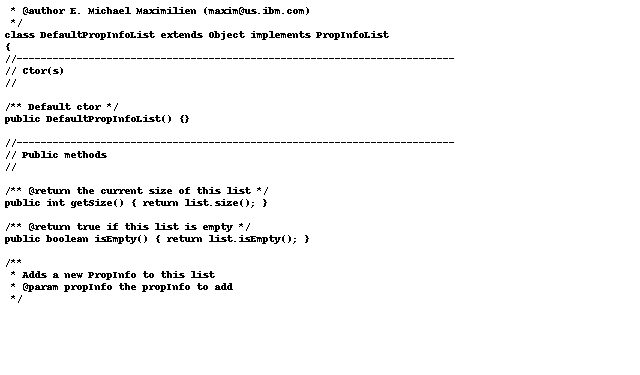 * @author E. Michael Maximilien (maxim@us.ibm.com)
 */
class DefaultPropInfoList extends Object implements PropInfoList
{
//-------------------------------------------------------------------------
// Ctor(s)
//
/** Default ctor */
public DefaultPropInfoList() {}
//-------------------------------------------------------------------------
// Public methods
//
/** @return the current size of this list */
public int getSize() { return list.size(); }
/** @return true if this list is empty */
public boolean isEmpty() { return list.isEmpty(); }
/**
 * Adds a new PropInfo to this list
 * @param propInfo the propInfo to add
 */